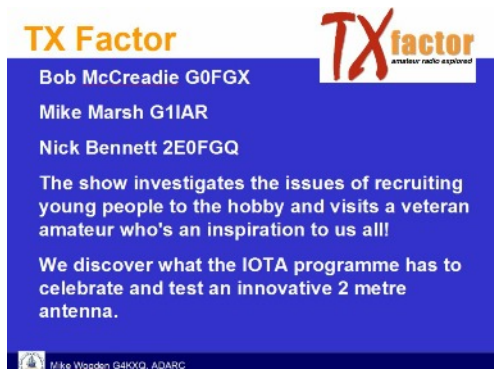 TX Factor
TX factor
amateur radio explored
Bob McCreadie G0FGX
Mike Marsh G1IAR
Nick Bennett 2E0FGQ
The show investigates the issues of recruiting
young people to the hobby and visits a veteran
amateur who's an inspiration to us all!
We discover what the IOTA programme has to
celebrate and test an innovative 2 metre
antenna.
Mike Wooden G4KXQ, ADARC